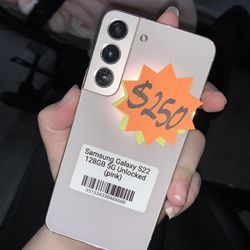 $250
Samsung Galaxy S22
128GB 5G Unlocked
(pink)